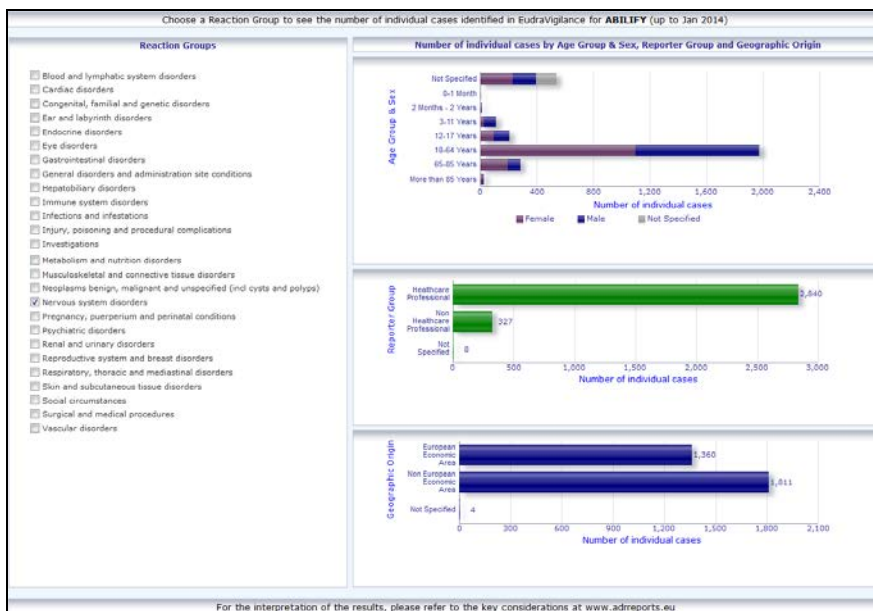 Choose a Reaction Group to see the number of individual cases identified in EudraVigilance for ABILIFY (up to Jan 2014)
Reaction Groups
Blood and lymphatic system disorders
Cardiac disorders
Congenital, familial and genetic disorders
Ear and labyrinth disorders
Endocrine disorders
Eye disorders
Gastrointestinal disorders
General disorders and administration site conditions
Hepatobiliary disorders
Immune system disorders
Infections and infestations
Injury, poisoning and procedural complications
Investigations
Metabolism and nutrition disorders
Musculoskeletal and connective tissue disorders
Neoplasms benign, malignant and unspecified (incl cysts and polyps)
Nervous system disorders
Pregnancy, puerperium and perinatal conditions
Psychiatric disorders
Renal and urinary disorders
Reproductive system and breast disorders
Respiratory, thoracic and mediastinal disorders
Skin and subcutaneous tissue disorders
Social circumstances
Surgical and medical procedures
Vascular disorders
Number of individual cases by Age Group & Sex, Reporter Group and Geographic Origin
Age Group & Sex
Not Specified
0-1 Month
2 Months - 2 Years
3-11 Years
12-17 Years
18-64 Years
65-85 Years
More than 85 Years
0 400 800 1,200 1,600 2,000 2,400
Number of individual cases
Female Male Not Specified
Reporter Group
Healthcare
Professional
2,840
Non
Healthcare
Professional
327
Not
Specified
8
0 500 1,000 1,500 2,000 2,500 3,000
Number of individual cases
Geographic Origin
European
Economic
Area
1,360
Non European
Economic
Area
1,811
Not Specified
4
0 300 600 900 1,200 1,500 1,800 2,100
Number of individual cases
For the interpretation of the results, please refer to the key considerations at www.adrreports.eu